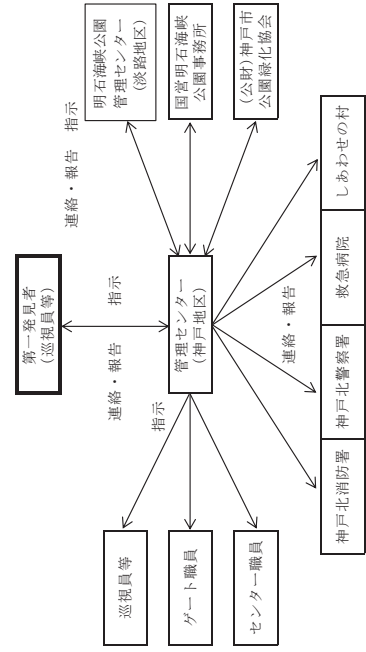 第一発見者
(巡視員等)
連絡・報告
指示
連絡・報告
指示
明石海峡公園
管理センター
(淡路地区)
巡視員等
指示
管理センター
(神戸地区)
国営明石海峡
公園事務所
ゲート職員
センター職員
(公財)神戸市
公園緑化協会
連絡・報告
神戸北消防署
神戸北警察署
救急病院
しあわせの村